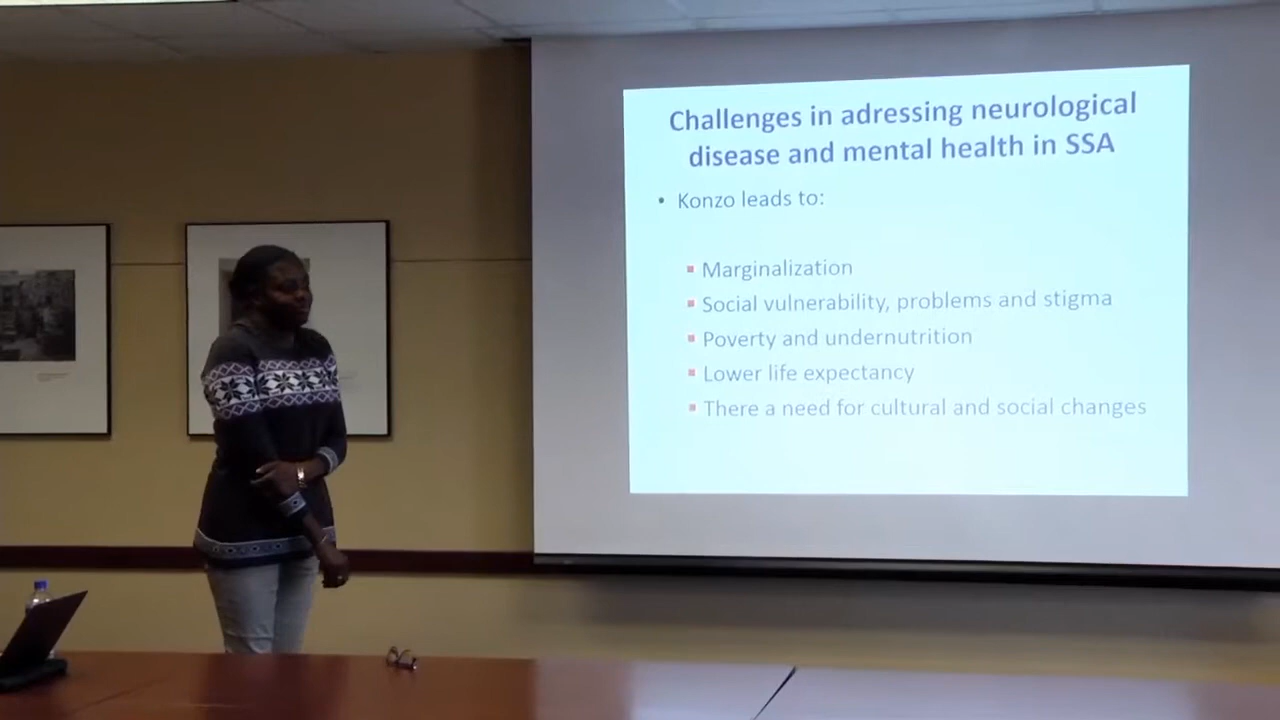 Challenges in adressing neurological
disease and mental health in SSA
• Konzo leads to:
▪ Marginalization
▪ Social vulnerability, problems and stigma
▪ Poverty and undernutrition
▪ Lower life expectancy
▪ There a need for cultural and social changes